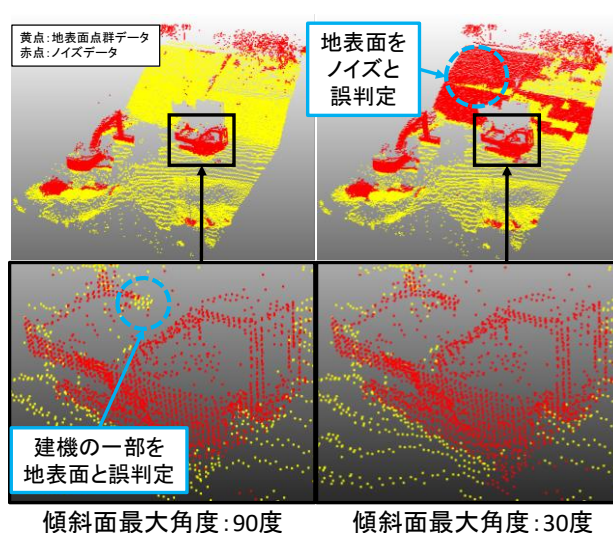 黄点:地表面点群データ
赤点:ノイズデータ
地表面を
ノイズと
誤判定
建機の一部を
地表面と誤判定
傾斜面最大角度:90度
傾斜面最大角度:30度